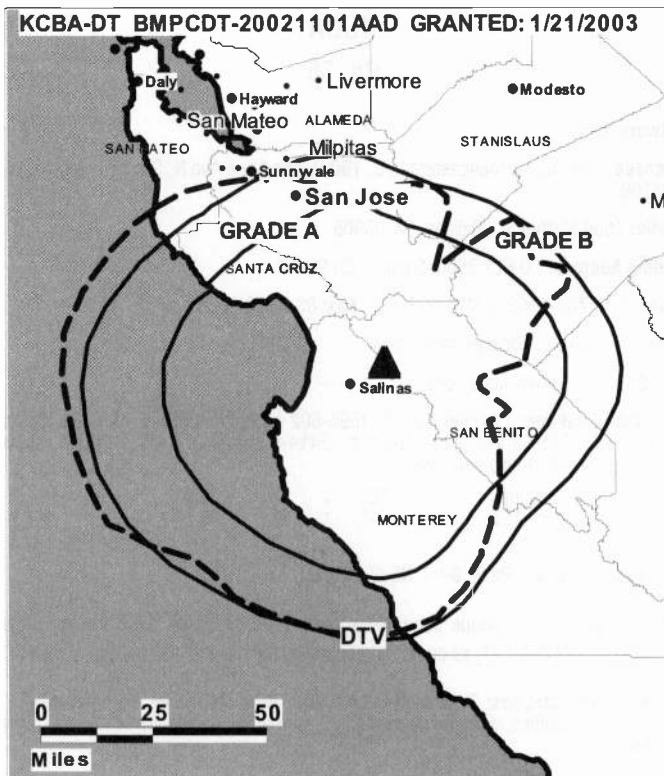 KCBA-DT BMPCDT-20021101AAD GRANTED: 1/21/2003
Daly
Livermore
Hayward
Modesto
San Mateo
ALAMEDA
STANISLAUS
SAN MATEO
Milpitas
Sunnyvale
M
San Jose
GRADE A
GRADE B
SANTA CRUZ
Salinas
SAN BENITO
MONTEREY
DTV
0 25 50
Miles